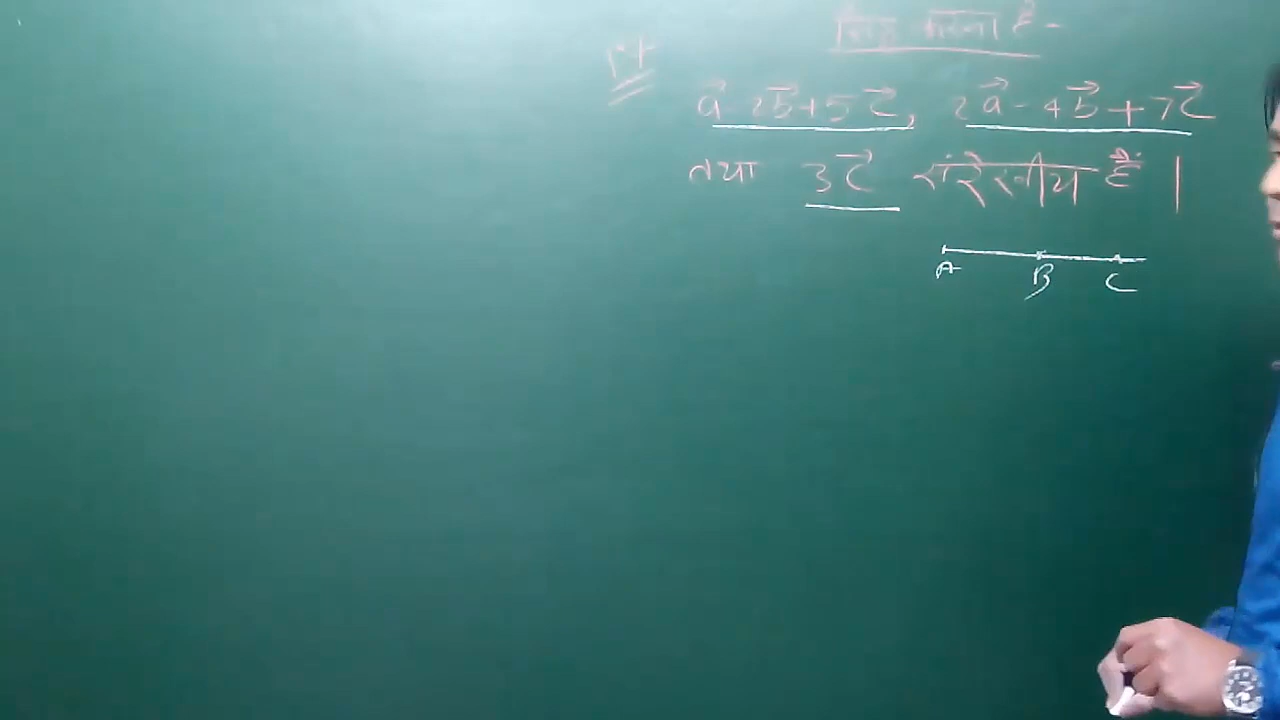 सिद्ध करना है -
a⃗ - 2b⃗ + 5c⃗, 2a⃗ - 4b⃗ + 7c⃗
तथा 3c⃗ संरेखीय हैं |
A B C